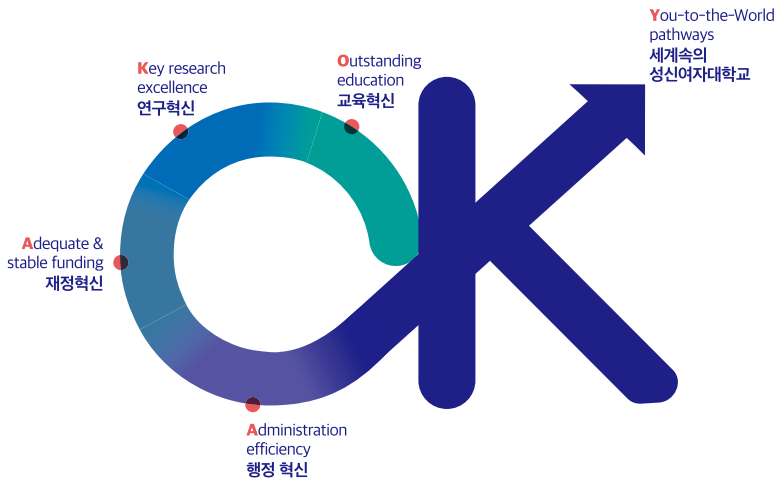 You-to-the-World
pathways
세계속의
성신여자대학교
Outstanding
education
교육혁신
Key research
excellence
연구혁신
Adequate &
stable funding
재정혁신
Administration
efficiency
행정 혁신